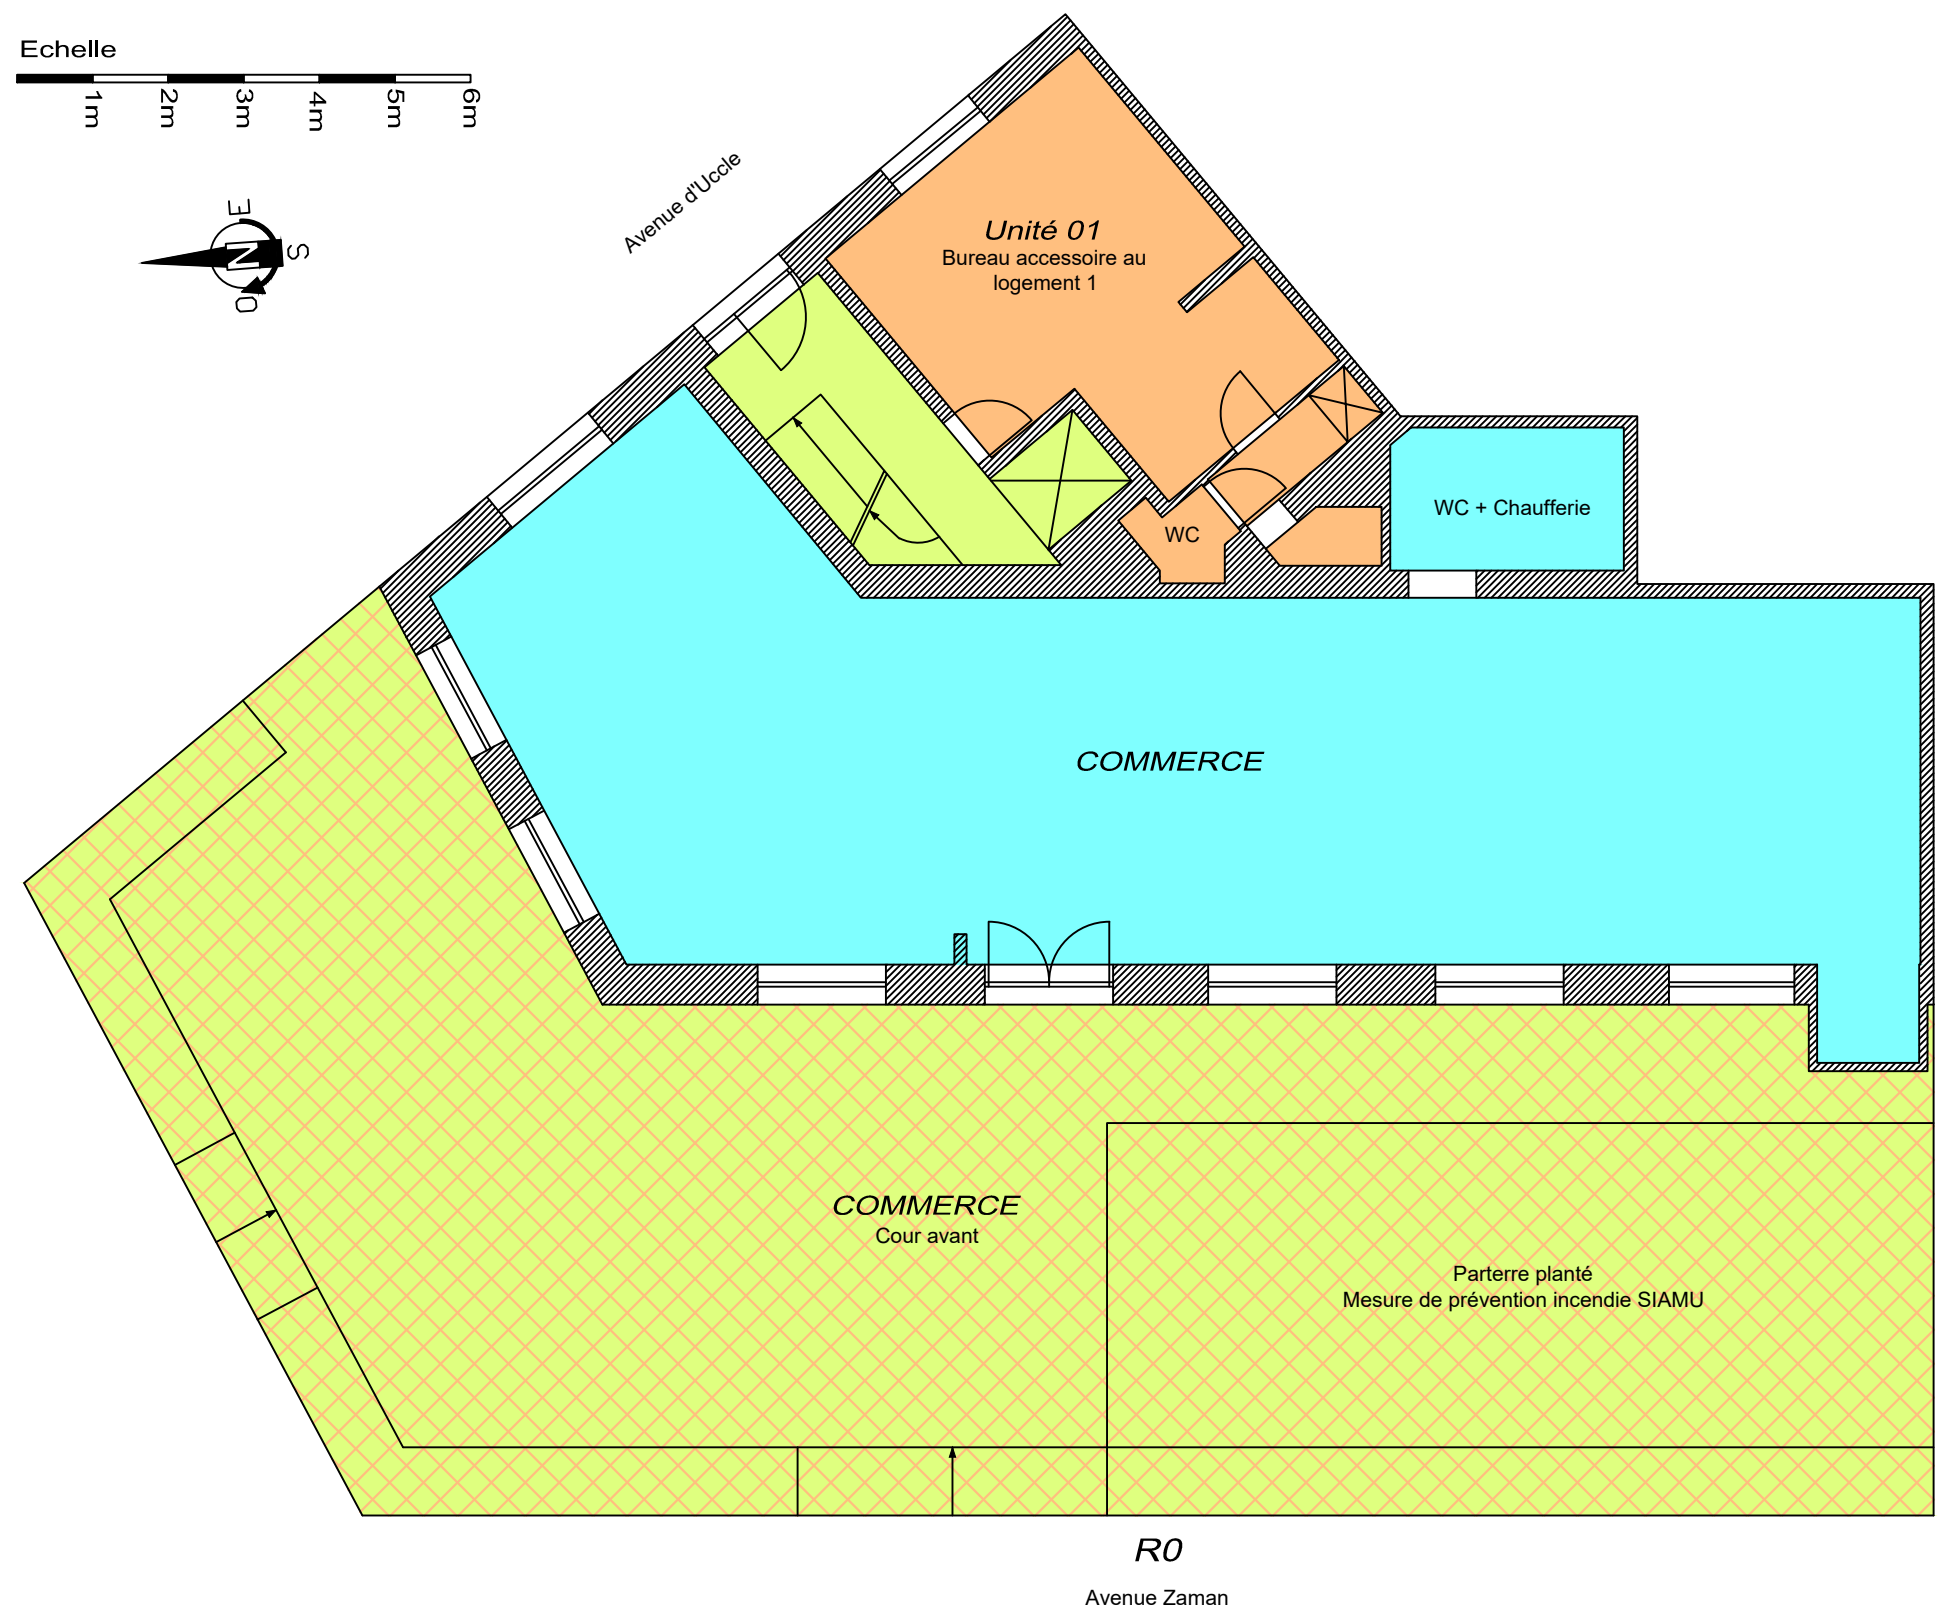 Echelle
1m
2m
3m
4m
5m
6m
E
S
N
O
Avenue d'Uccle
Unité 01
Bureau accessoire au
logement 1
WC
WC + Chaufferie
COMMERCE
COMMERCE
Cour avant
Parterre planté
Mesure de prévention incendie SIAMU
R0
Avenue Zaman